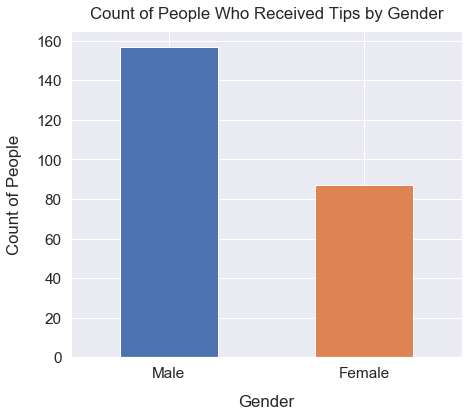 Count of People Who Received Tips by Gender
Count of People
160
140
120
100
80
60
40
20
0
Male
Female
Gender